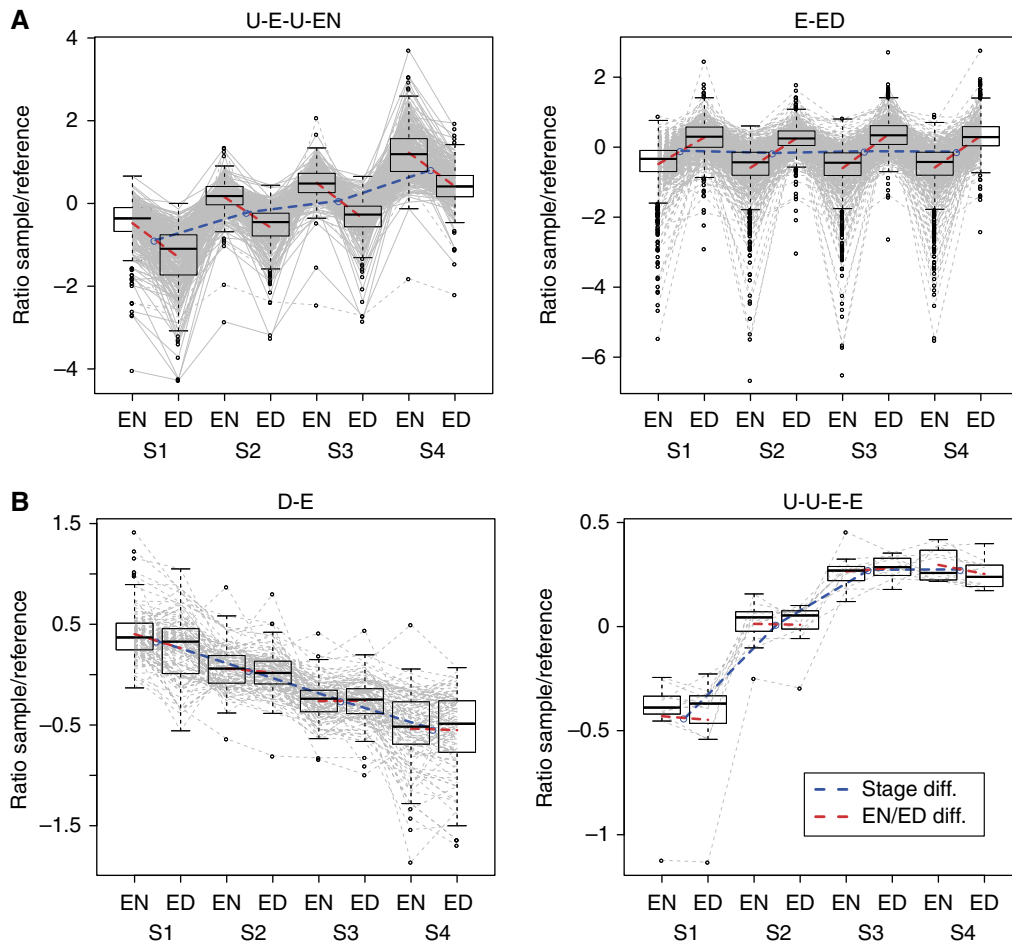 A
U-E-U-EN
E-ED
Ratio sample/reference
4
2
0
−2
−4
EN ED EN ED EN ED EN ED
S1 S2 S3 S4
Ratio sample/reference
2
0
−2
−4
−6
EN ED EN ED EN ED EN ED
S1 S2 S3 S4
B
D-E
U-U-E-E
Ratio sample/reference
1.5
0.5
−0.5
−1.5
EN ED EN ED EN ED EN ED
S1 S2 S3 S4
Ratio sample/reference
0.5
0
−0.5
−1
Stage diff.
EN/ED diff.
EN ED EN ED EN ED EN ED
S1 S2 S3 S4